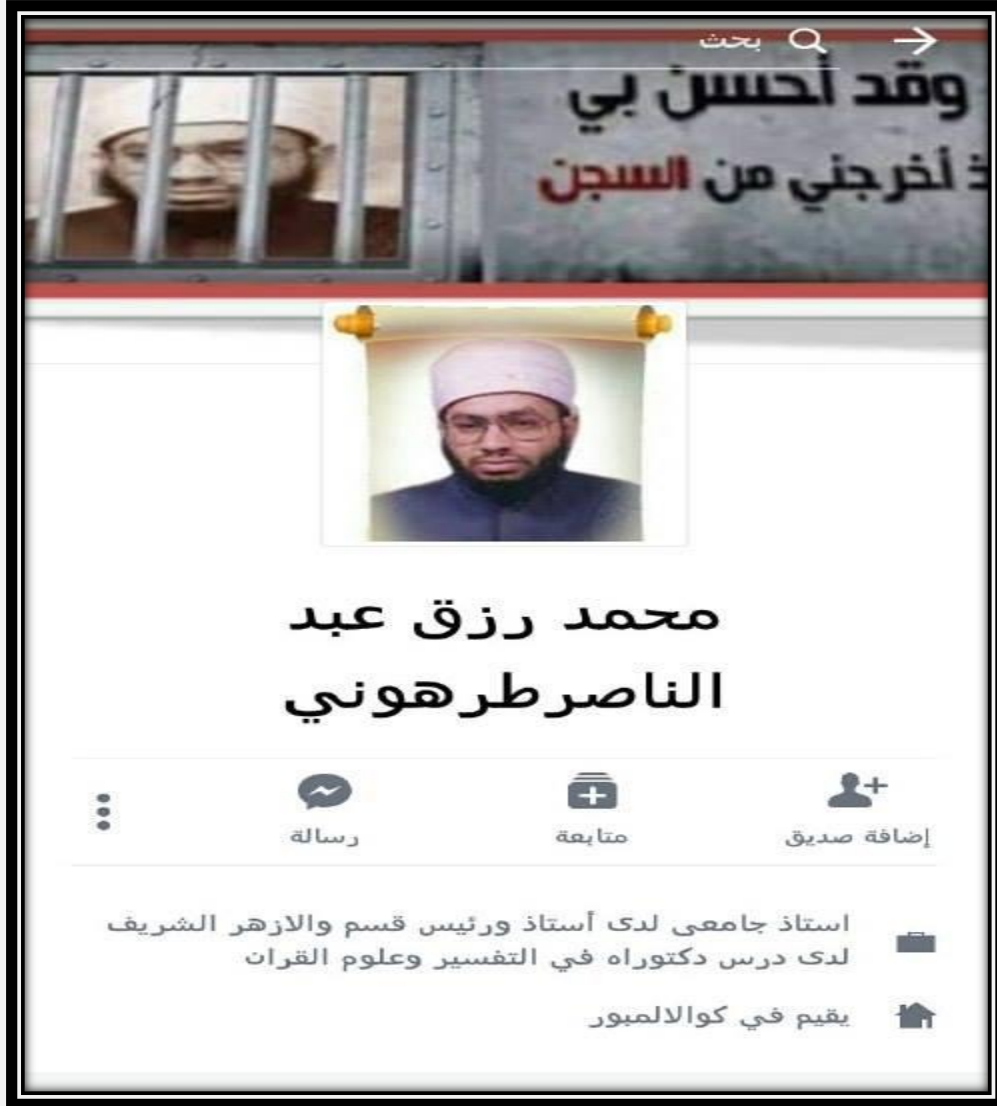 بحث
وقد أحسن بي
ذ أخرجني من السجن
محمد رزق عبد
الناصرطرهوني
إضافة صديق
متابعة
رسالة
استاذ جامعى لدى أستاذ ورئيس قسم والازهر الشريف
لدى درس دكتوراه في التفسير وعلوم القران
يقيم في كوالالمبور